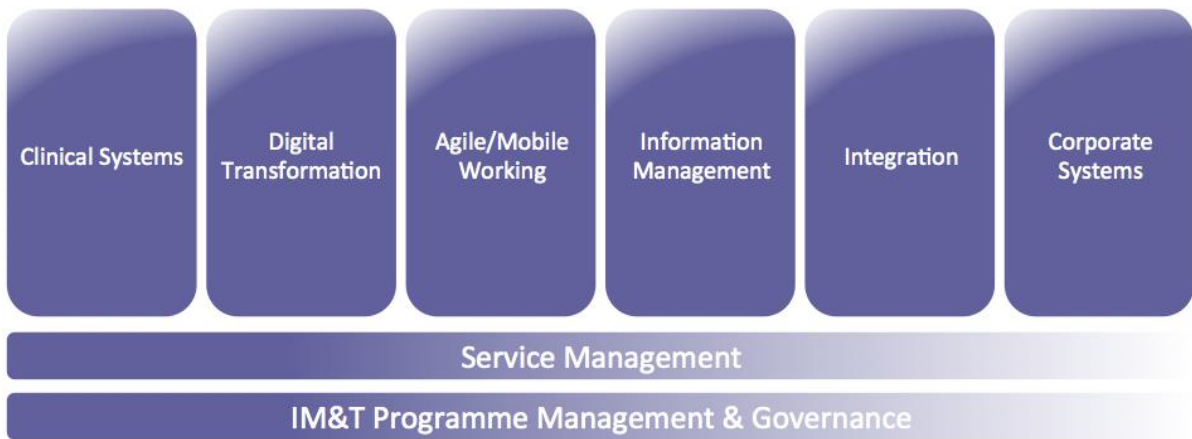 Clinical Systems
Digital
Transformation
Agile/Mobile
Working
Information
Management
Integration
Corporate
Systems
Service Management
IM&T Programme Management & Governance